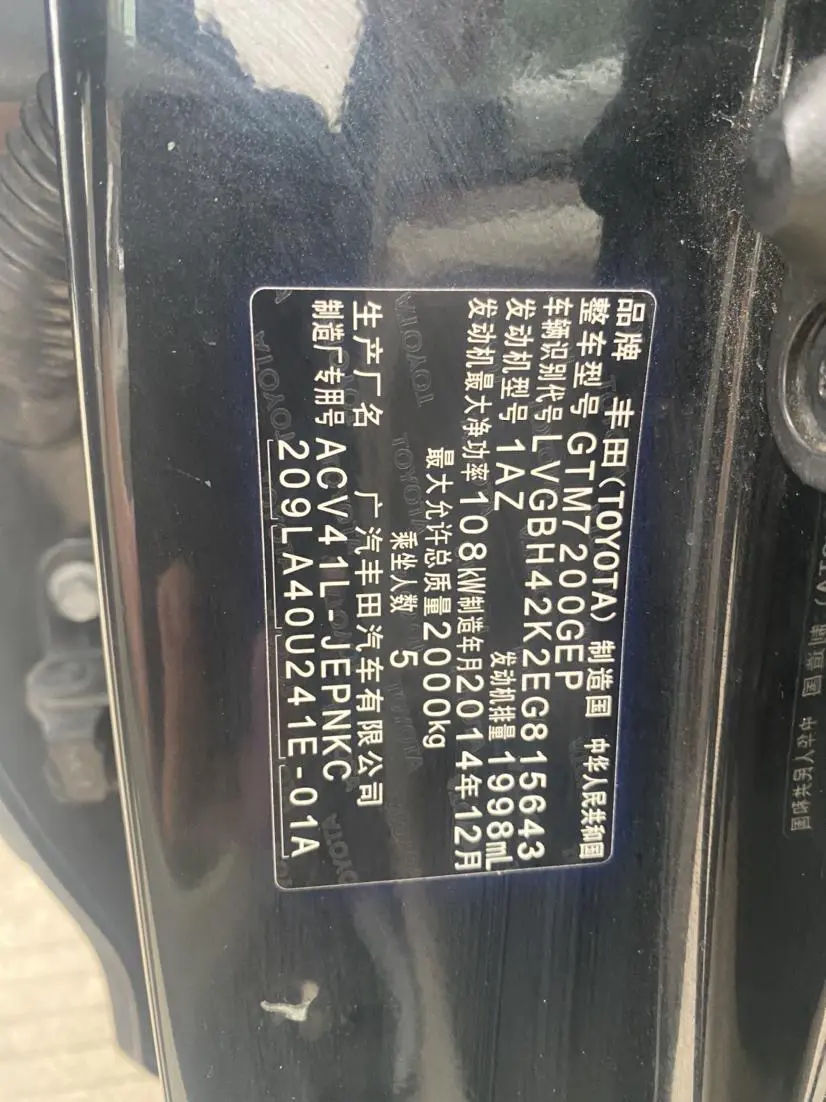 品牌 丰田(TOYOTA) 制造国 中华人民共和国
整车型号 GTM7200GEP
车辆识别代号 LVGBH42K2EG815643
发动机型号 1AZ 发动机排量 1998mL
发动机最大净功率 108kW 制造年月 2014年12月
最大允许总质量 2000kg
乘坐人数 5
生产厂名 广汽丰田汽车有限公司
制造厂专用号 ACV41L-JEPNKC
209LA40U241E-01A